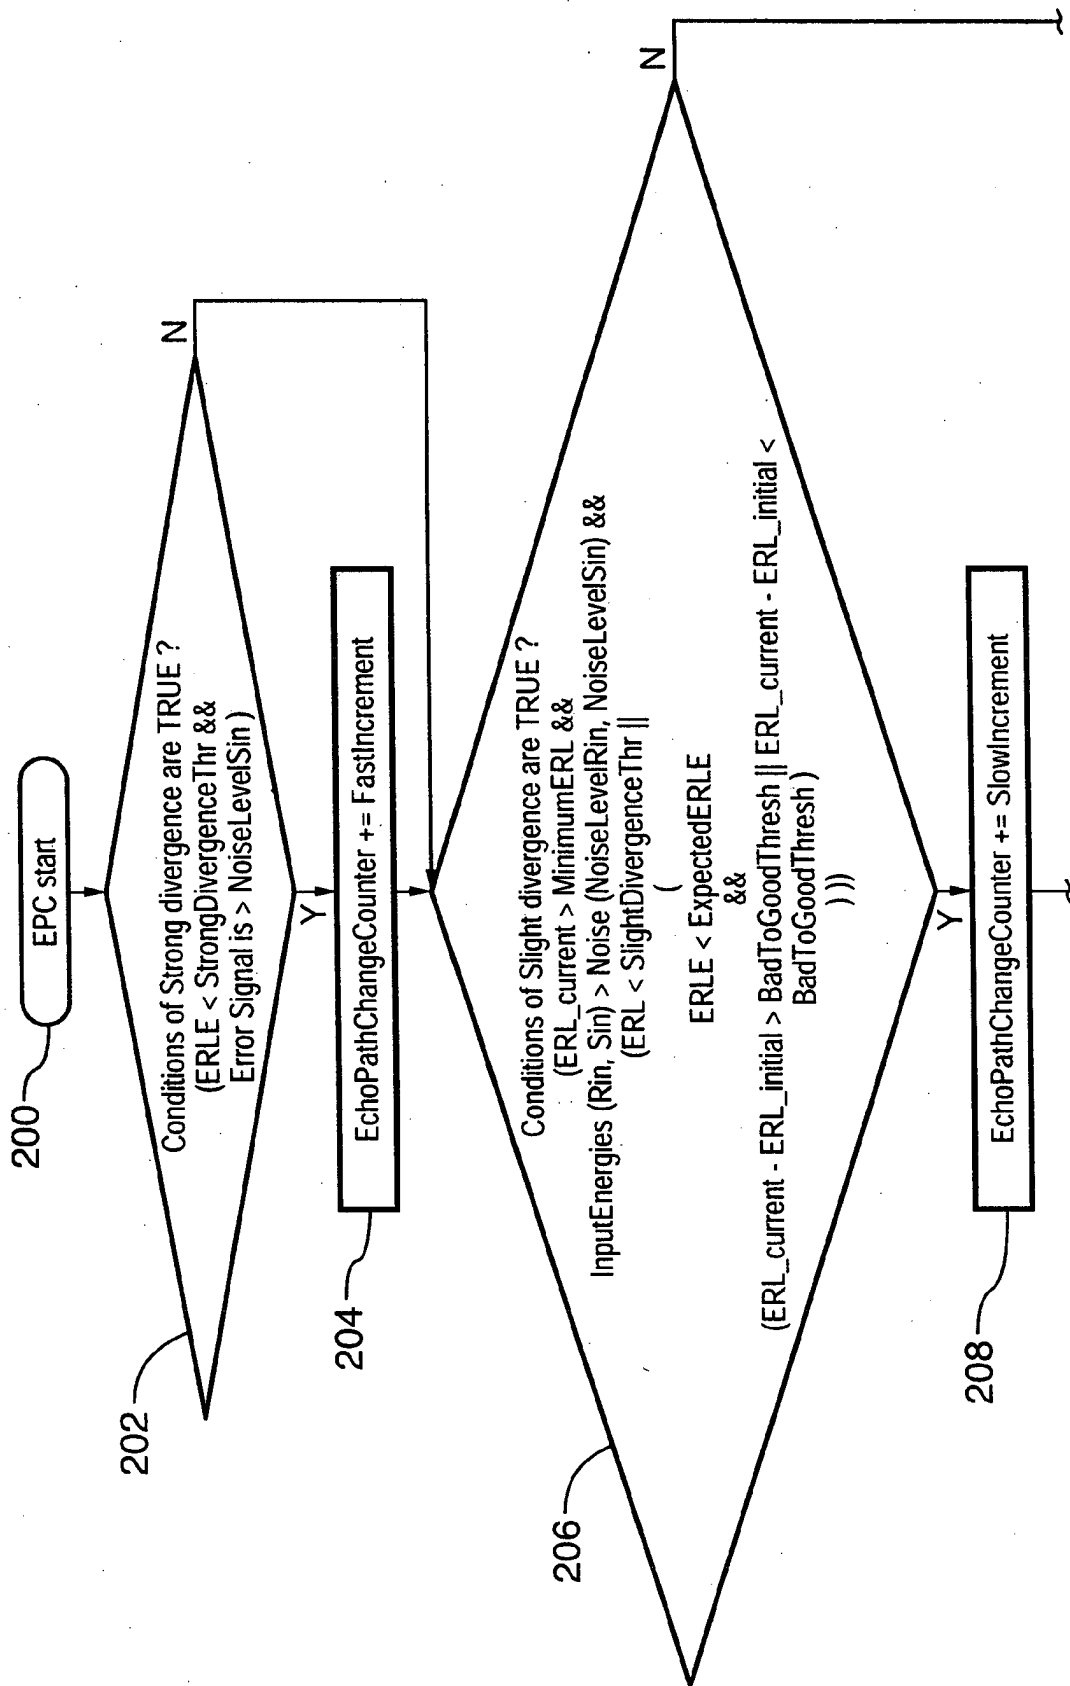 EPC start
200
Conditions of Strong divergence are TRUE ?
(ERLE < StrongDivergenceThr &&
Error Signal is > NoiseLevelSin )
202
N
Y
EchoPathChangeCounter += FastIncrement
204
Conditions of Slight divergence are TRUE ?
(ERL_current > MinimumERL &&
InputEnergies (Rin, Sin) > Noise (NoiseLevelRin, NoiseLevelSin) &&
(ERL < SlightDivergenceThr ||
(
ERLE < ExpectedERLE
&&
(ERL_current - ERL_initial > BadToGoodThresh || ERL_current - ERL_initial <
BadToGoodThresh )
)))
206
N
Y
EchoPathChangeCounter += SlowIncrement
208